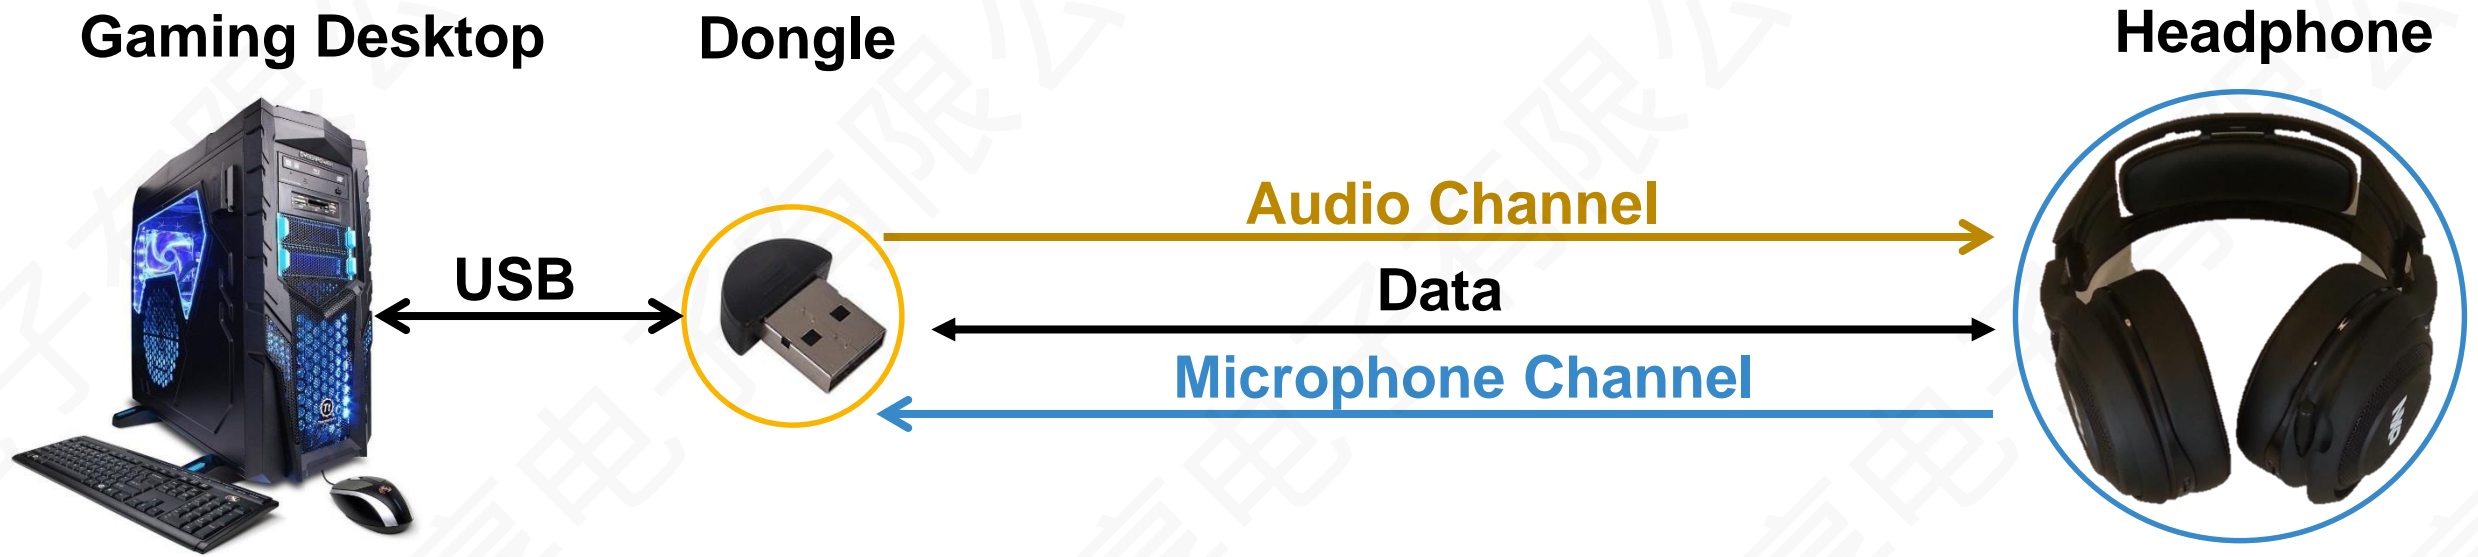 Gaming Desktop
Dongle
Headphone
Audio Channel
USB
Data
Microphone Channel